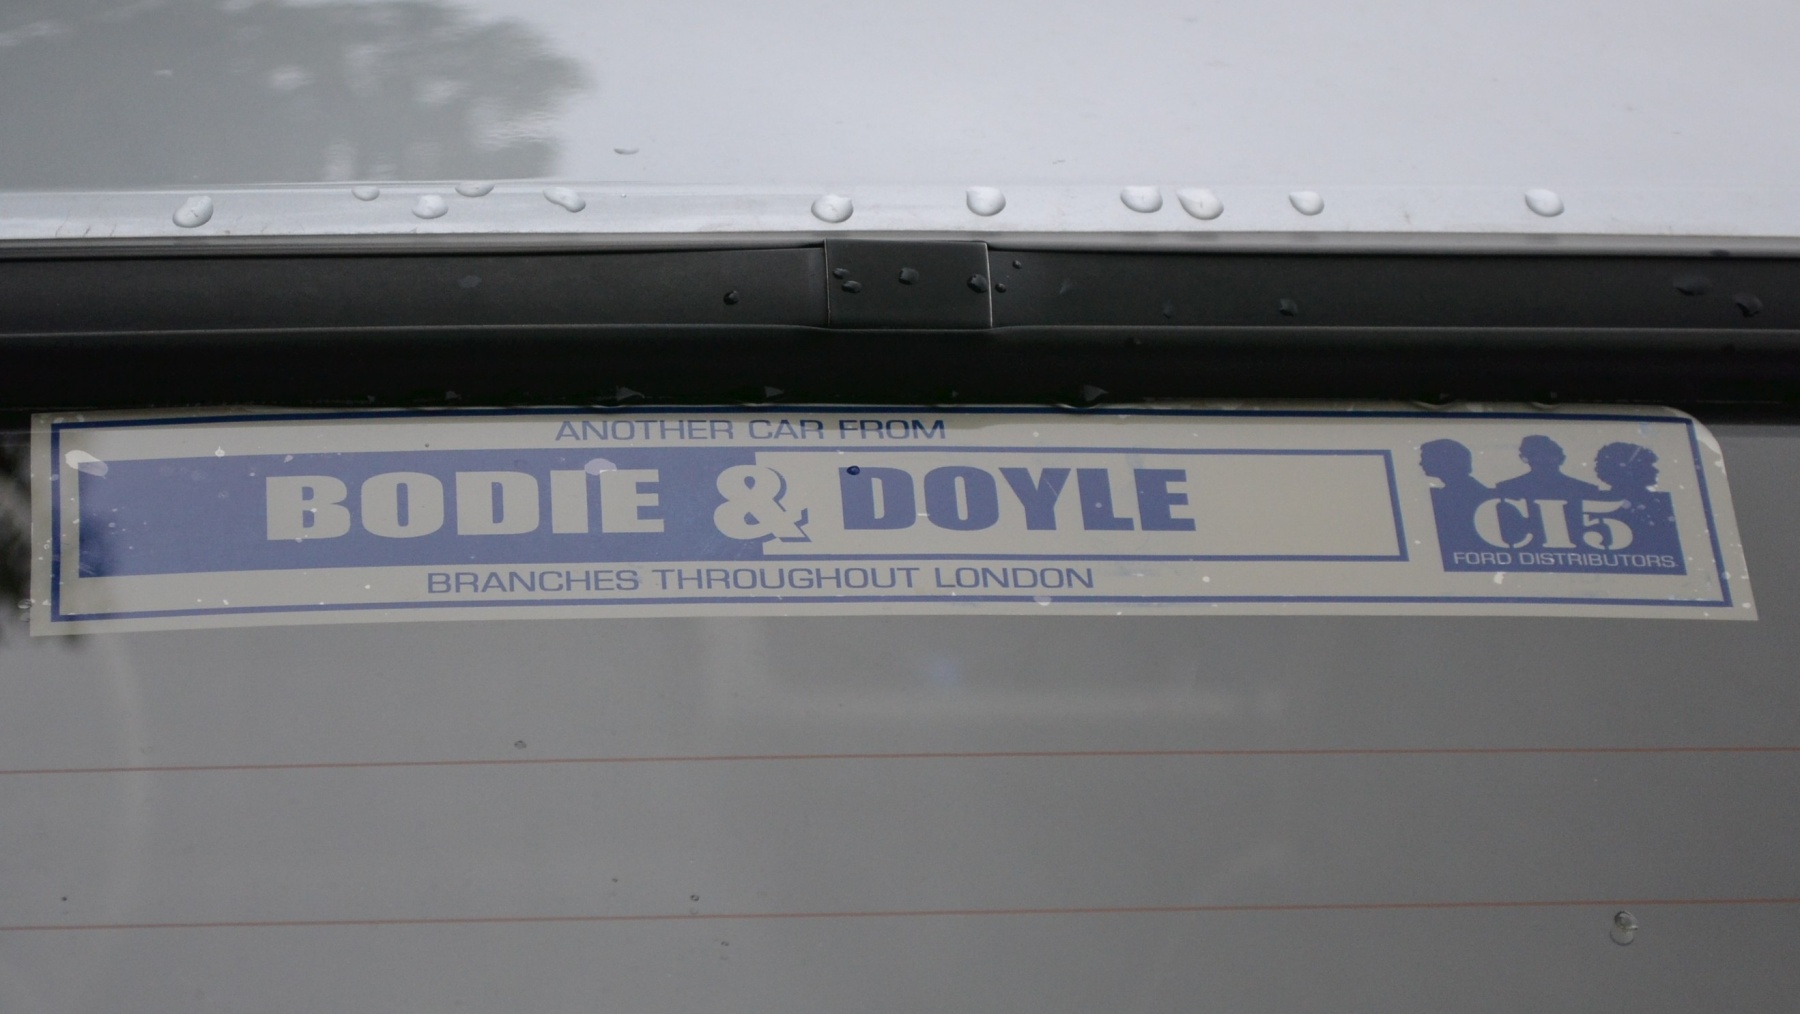 ANOTHER CAR FROM
BODIE & DOYLE
BRANCHES THROUGHOUT LONDON
CI5
FORD DISTRIBUTORS